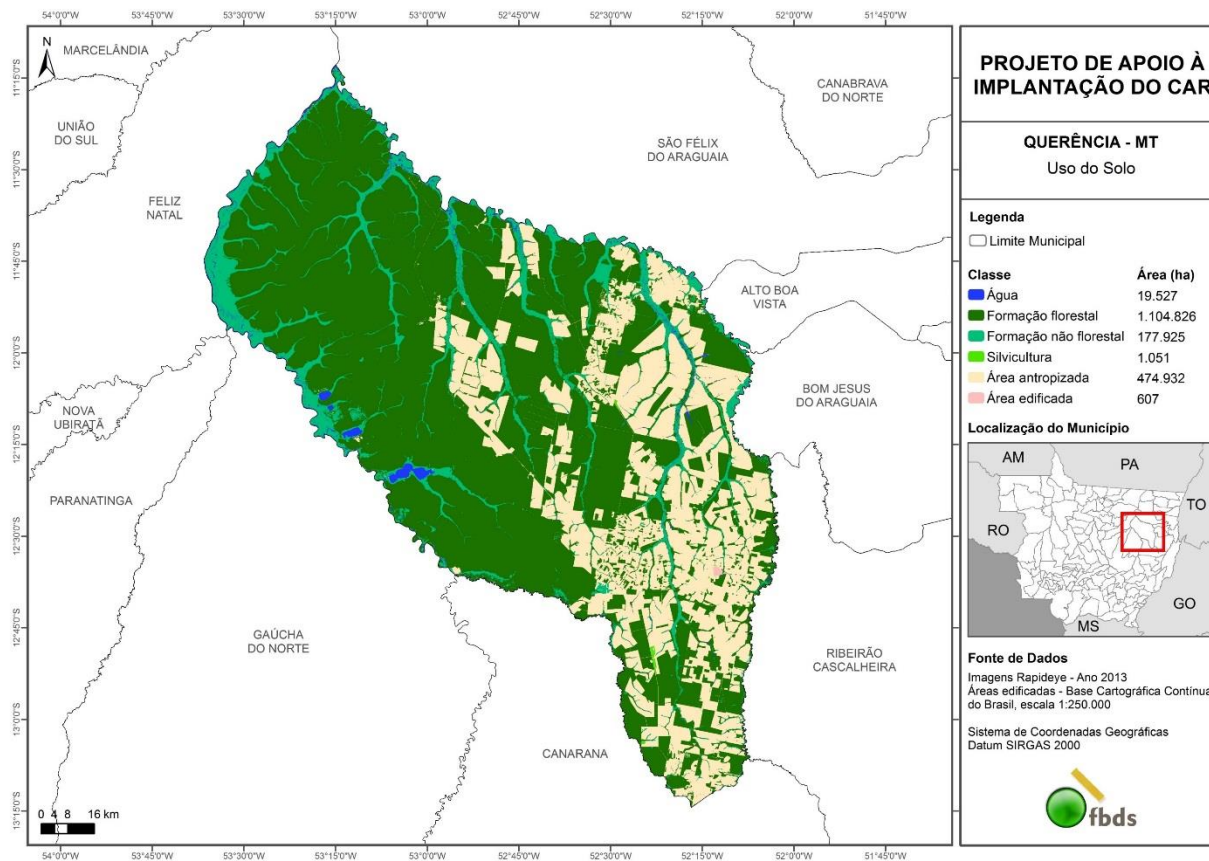 54°0'0"W
53°45'0"W
53°30'0"W
53°15'0"W
53°0'0"W
52°45'0"W
52°30'0"W
52°15'0"W
52°0'0"W
51°45'0"W
N
MARCELÂNDIA
UNIÃO
DO SUL
FELIZ
NATAL
NOVA
UBIRATÃ
PARANATINGA
GAÚCHA
DO NORTE
CANARANA
RIBEIRÃO
CASCALHEIRA
BOM JESUS
DO ARAGUAIA
ALTO BOA
VISTA
SÃO FÉLIX
DO ARAGUAIA
CANABRAVA
DO NORTE
11°15'0"S
11°30'0"S
11°45'0"S
12°0'0"S
12°15'0"S
12°30'0"S
12°45'0"S
13°0'0"S
13°15'0"S
0 4 8 16 km
54°0'0"W
53°45'0"W
53°30'0"W
53°15'0"W
53°0'0"W
52°45'0"W
52°30'0"W
52°15'0"W
52°0'0"W
51°45'0"W
PROJETO DE APOIO À
IMPLANTAÇÃO DO CAR
QUERÊNCIA - MT
Uso do Solo
Legenda
Limite Municipal
Classe Área (ha)
Água 19.527
Formação florestal 1.104.826
Formação não florestal 177.925
Silvicultura 1.051
Área antropizada 474.932
Área edificada 607
Localização do Município
AM
PA
TO
RO
GO
MS
Fonte de Dados
Imagens Rapideye - Ano 2013
Áreas edificadas - Base Cartográfica Contínua
do Brasil, escala 1:250.000
Sistema de Coordenadas Geográficas
Datum SIRGAS 2000
fbds